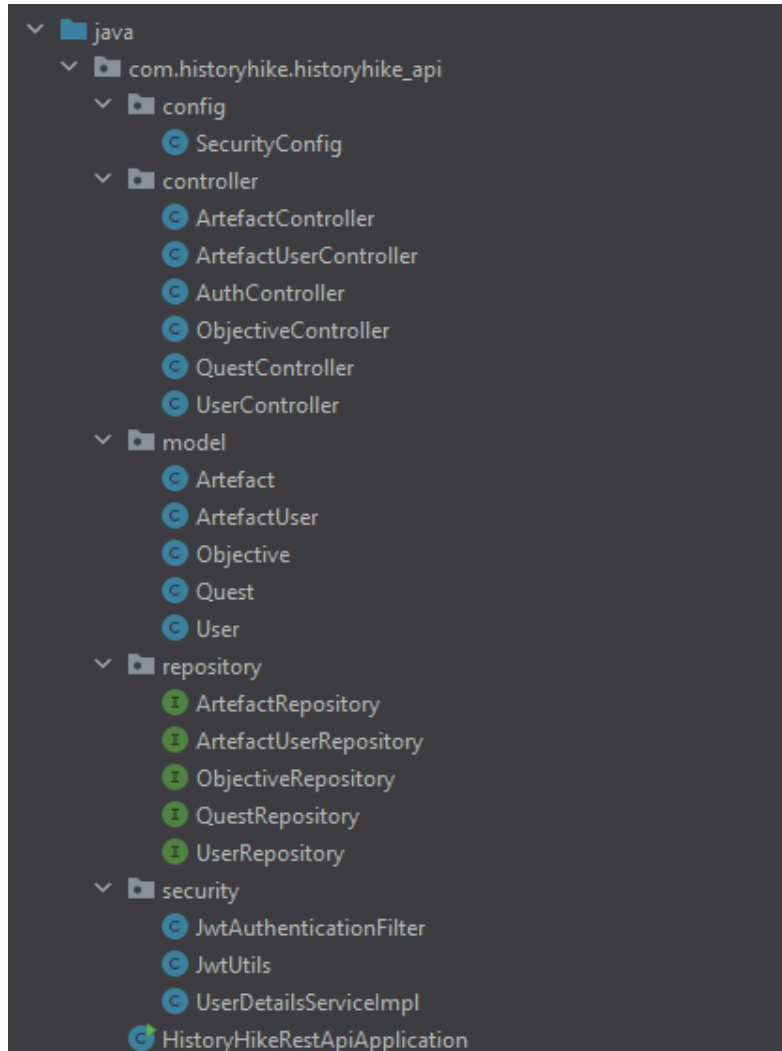 java
com.historyhike.historyhike_api
config
C SecurityConfig
controller
C ArtefactController
C ArtefactUserController
C AuthController
C ObjectiveController
C QuestController
C UserController
model
C Artefact
C ArtefactUser
C Objective
C Quest
C User
repository
I ArtefactRepository
I ArtefactUserRepository
I ObjectiveRepository
I QuestRepository
I UserRepository
security
C JwtAuthenticationFilter
C JwtUtils
C UserDetailsServiceImpl
C HistoryHikeRestApiApplication